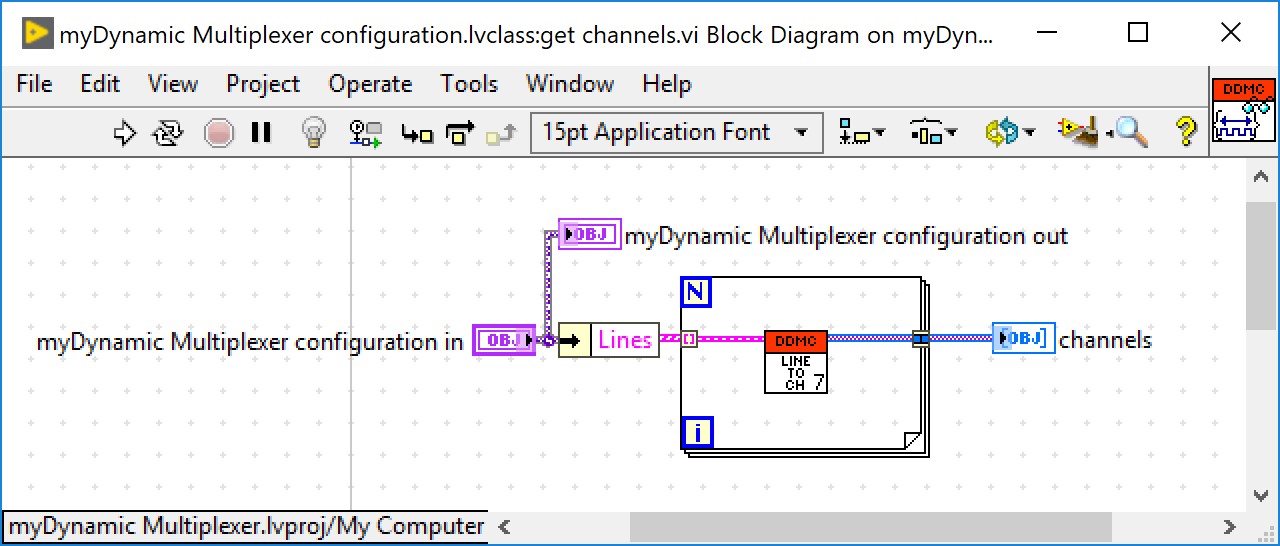 myDynamic Multiplexer configuration.lvclass:get channels.vi Block Diagram on myDyn...
File Edit View Project Operate Tools Window Help
DDMC
15pt Application Font
?
OBJ myDynamic Multiplexer configuration out
N
myDynamic Multiplexer configuration in OBJ Lines [] DDMC [OBJ] channels
LINE
TO
CH 7
i
myDynamic Multiplexer.lvproj/My Computer